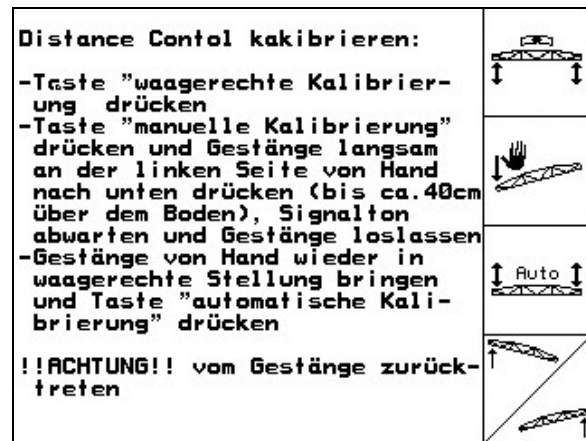 Distance Contol kakibrieren:
-Taste "waagerechte Kalibrier-
ung drücken
-Taste "manuelle Kalibrierung"
drücken und Gestänge langsam
an der linken Seite von Hand
nach unten drücken (bis ca.40cm
über dem Boden), Signalton
abwarten und Gestänge loslassen
-Gestänge von Hand wieder in
waagerechte Stellung bringen
und Taste "automatische Kali-
brierung" drücken
!!ACHTUNG!! vom Gestänge zurück-
treten
Auto